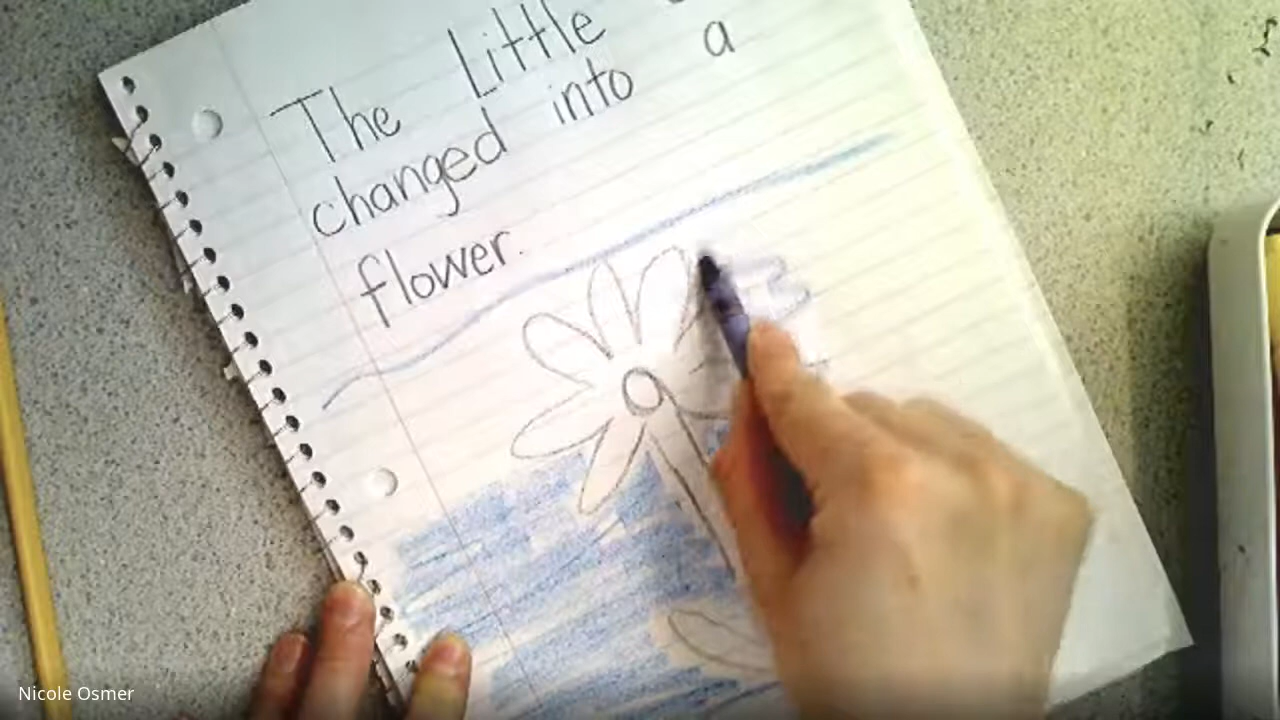 The Little
changed into a
flower.
Nicole Osmer